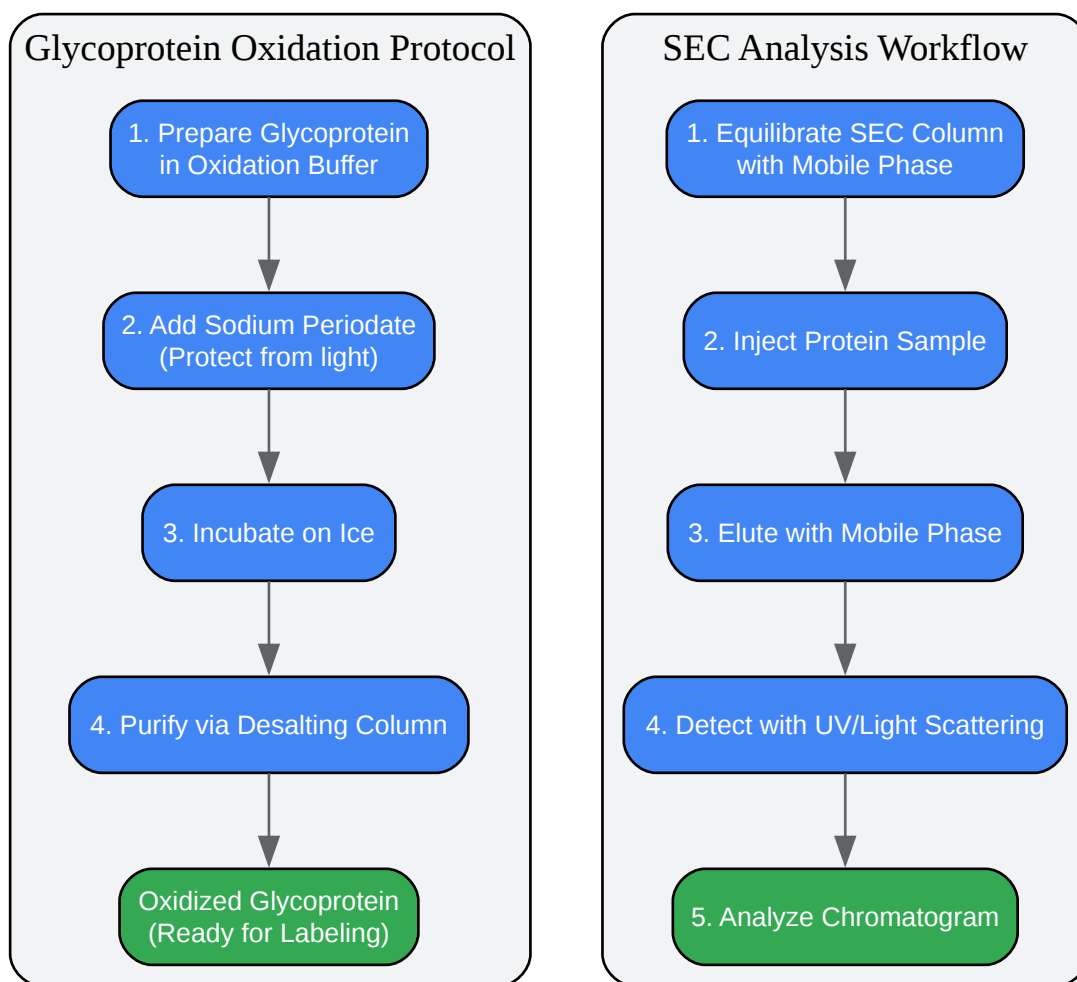 Glycoprotein Oxidation Protocol
1. Prepare Glycoprotein
in Oxidation Buffer
2. Add Sodium Periodate
(Protect from light)
3. Incubate on Ice
4. Purify via Desalting Column
Oxidized Glycoprotein
(Ready for Labeling)
SEC Analysis Workflow
1. Equilibrate SEC Column
with Mobile Phase
2. Inject Protein Sample
3. Elute with Mobile Phase
4. Detect with UV/Light Scattering
5. Analyze Chromatogram